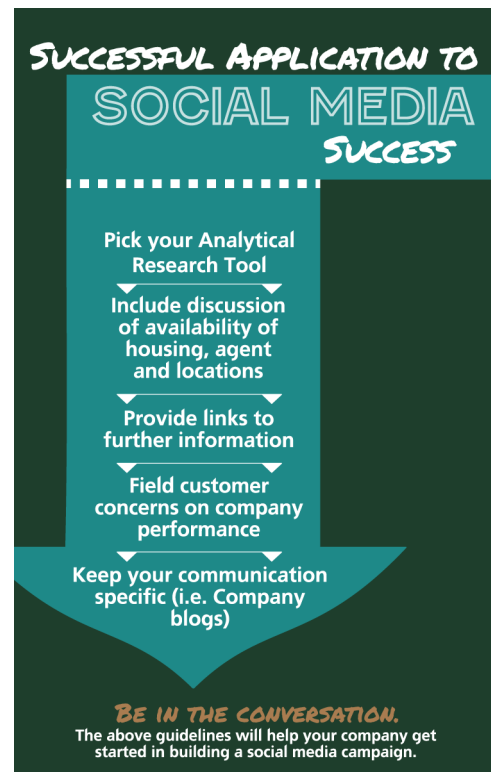 Successful Application to
SOCIAL MEDIA
Success
Pick your Analytical
Research Tool
Include discussion
of availability of
housing, agent
and locations
Provide links to
further information
Field customer
concerns on company
performance
Keep your communication
specific (i.e. Company
blogs)
Be in the conversation.
The above guidelines will help your company get
started in building a social media campaign.